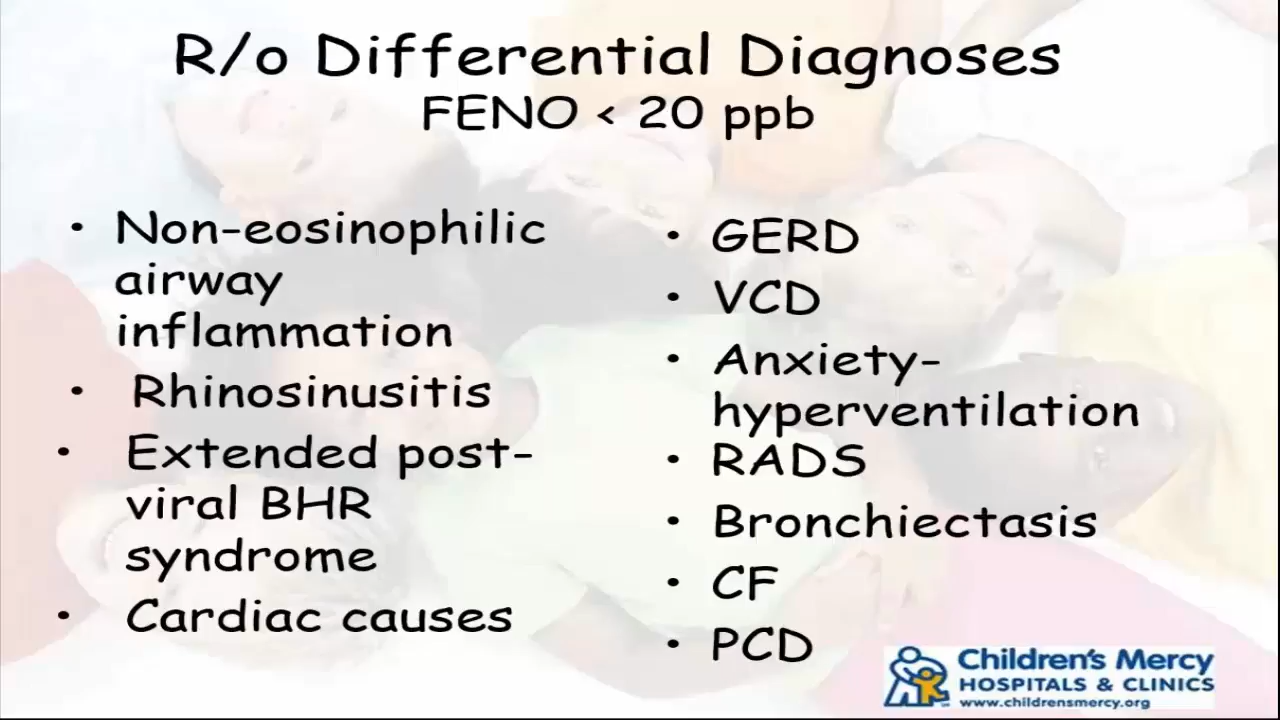 R/o Differential Diagnoses
FENO < 20 ppb
• Non-eosinophilic
airway
inflammation
• Rhinosinusitis
• Extended post-
viral BHR
syndrome
• Cardiac causes
• GERD
• VCD
• Anxiety-
hyperventilation
• RADS
• Bronchiectasis
• CF
• PCD
Children's Mercy
HOSPITALS & CLINICS
www.childrensmercy.org